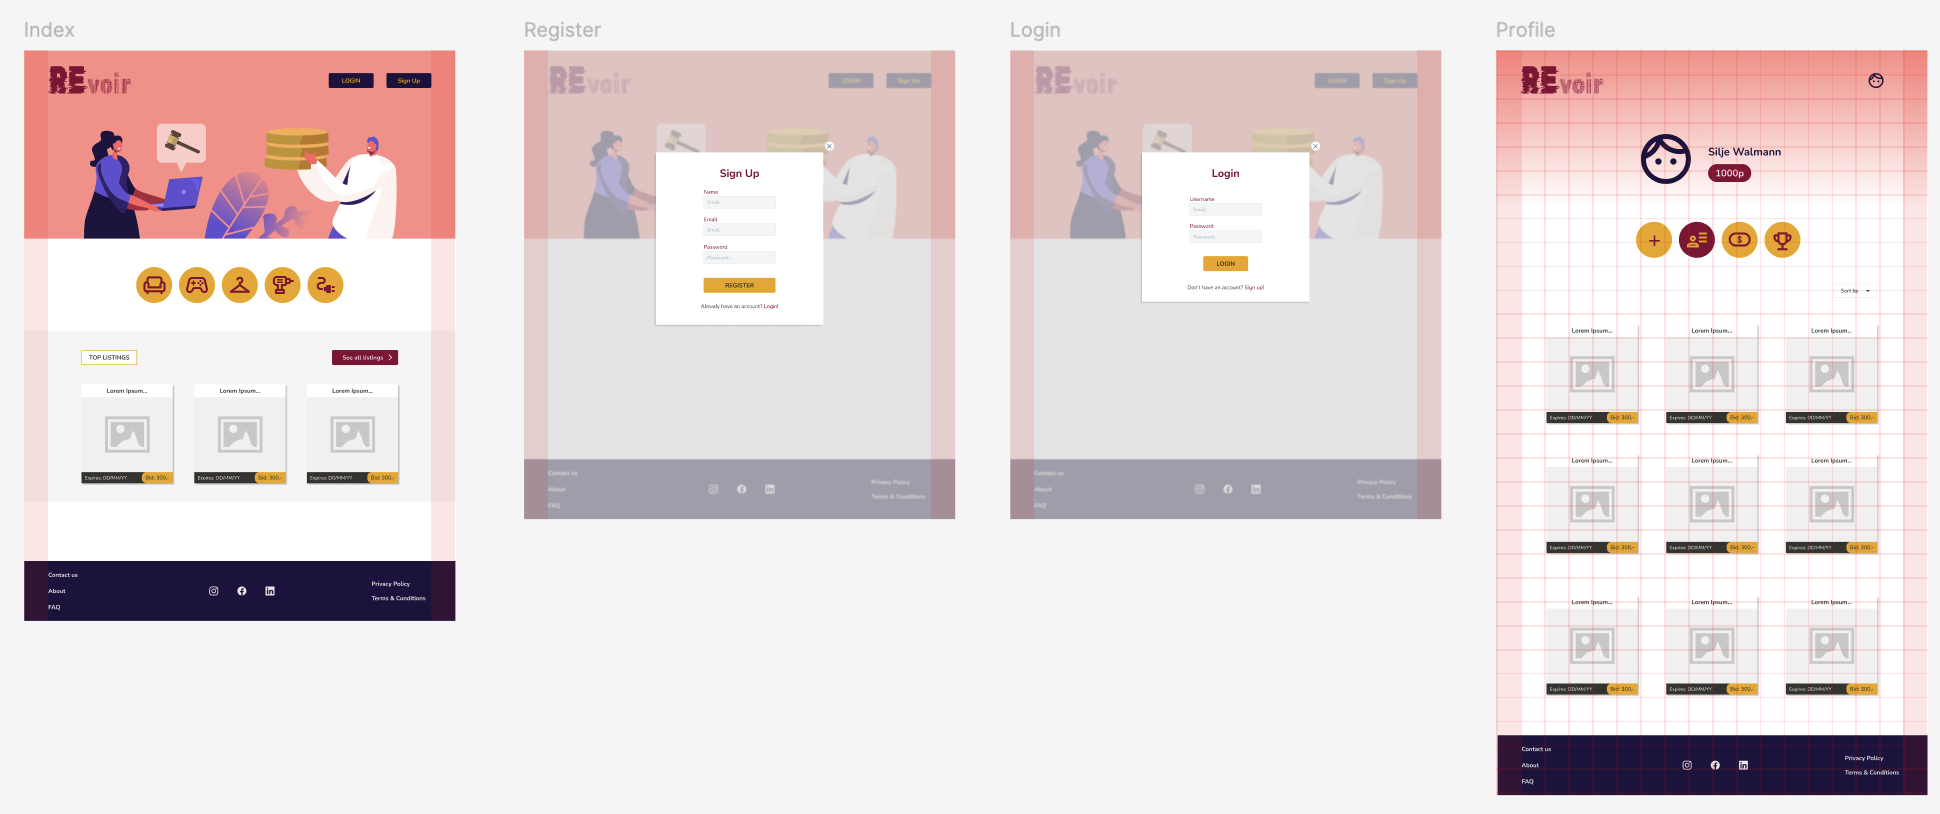 Index
REvoir
LOGIN
Sign Up
TOP LISTINGS
See all listings
Lorem Ipsum...
Lorem Ipsum...
Lorem Ipsum...
Expires: DD/MM/YY
Bid: 300,-
Expires: DD/MM/YY
Bid: 300,-
Expires: DD/MM/YY
Bid: 300,-
Contact us
About
FAQ
Privacy Policy
Terms & Conditions
Register
REvoir
LOGIN
Sign Up
Sign Up
Name
Email..
Email
Email..
Password
Password..
REGISTER
Already have an account? Login!
Contact us
About
FAQ
Privacy Policy
Terms & Conditions
Login
REvoir
LOGIN
Sign Up
Login
Username
Email..
Password
Password..
LOGIN
Don't have an account? Sign up!
Contact us
About
FAQ
Privacy Policy
Terms & Conditions
Profile
REvoir
Silje Walmann
1000p
Sort by
Lorem Ipsum...
Lorem Ipsum...
Lorem Ipsum...
Expires: DD/MM/YY
Bid: 300,-
Expires: DD/MM/YY
Bid: 300,-
Expires: DD/MM/YY
Bid: 300,-
Lorem Ipsum...
Lorem Ipsum...
Lorem Ipsum...
Expires: DD/MM/YY
Bid: 300,-
Expires: DD/MM/YY
Bid: 300,-
Expires: DD/MM/YY
Bid: 300,-
Lorem Ipsum...
Lorem Ipsum...
Lorem Ipsum...
Expires: DD/MM/YY
Bid: 300,-
Expires: DD/MM/YY
Bid: 300,-
Expires: DD/MM/YY
Bid: 300,-
Contact us
About
FAQ
Privacy Policy
Terms & Conditions